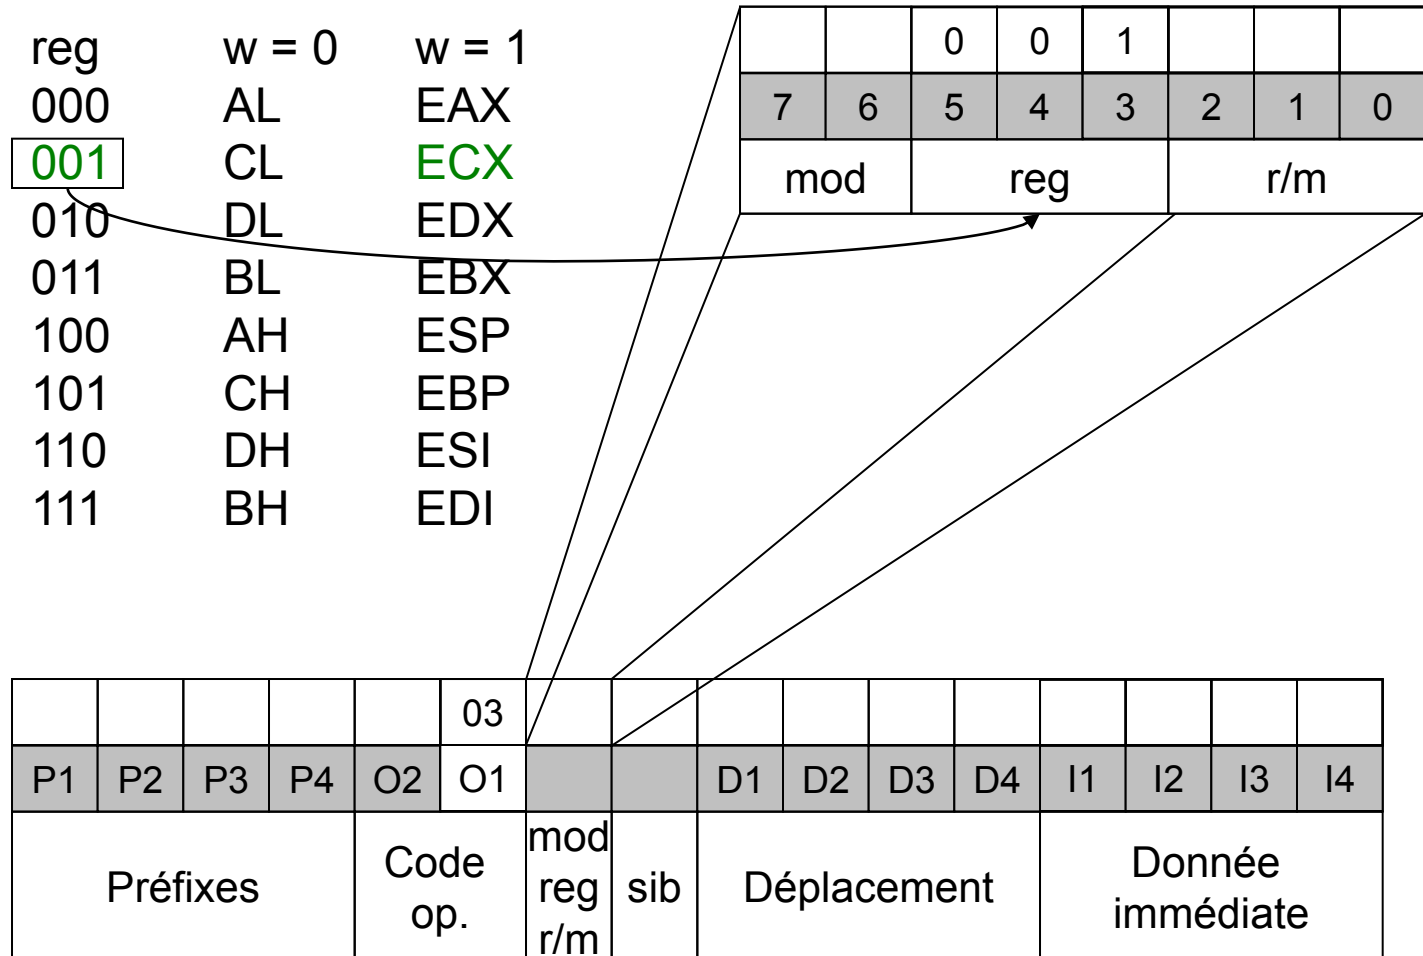 reg w = 0 w = 1
000 AL EAX
001 CL ECX
010 DL EDX
011 BL EBX
100 AH ESP
101 CH EBP
110 DH ESI
111 BH EDI
0 0 1
7 6 5 4 3 2 1 0
mod reg r/m
03
P1 P2 P3 P4 O2 O1 D1 D2 D3 D4 I1 I2 I3 I4
Préfixes
Code
op.
mod
reg
r/m
sib
Déplacement
Donnée
immédiate